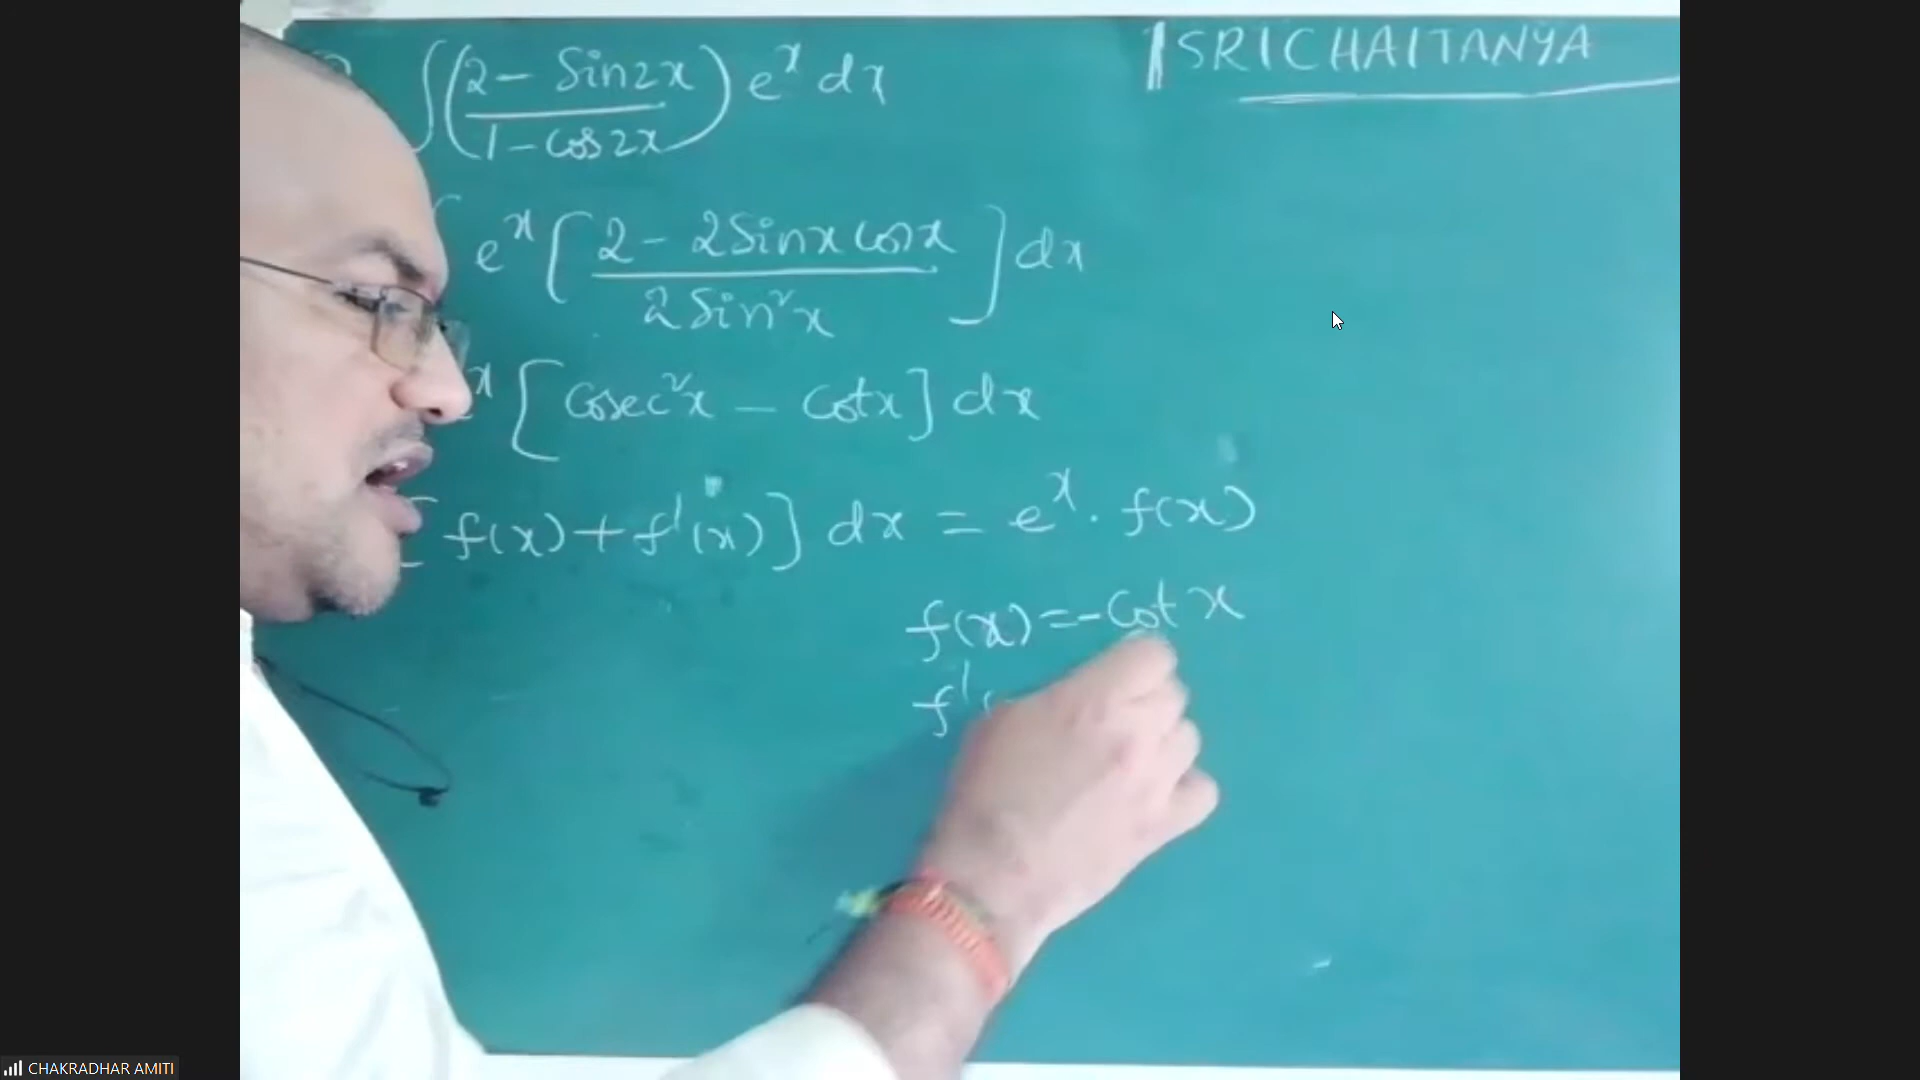 SRICHAITANYA
∫(2 - Sin2x / 1 - cos2x) e^x dx
e^x [2 - 2Sinx cosx / 2Sin²x] dx
x [Cosec²x - Cotx] dx
[f(x) + f'(x)] dx = e^x . f(x)
f(x) = -Cot x
f'(
CHAKRADHAR AMITI